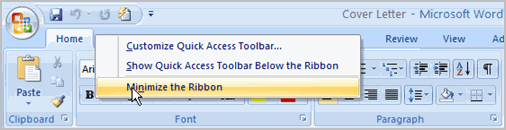 Cover Letter - Microsoft Word
Home
Customize Quick Access Toolbar...
Show Quick Access Toolbar Below the Ribbon
Minimize the Ribbon
Paste
Clipboard
Font
Paragraph